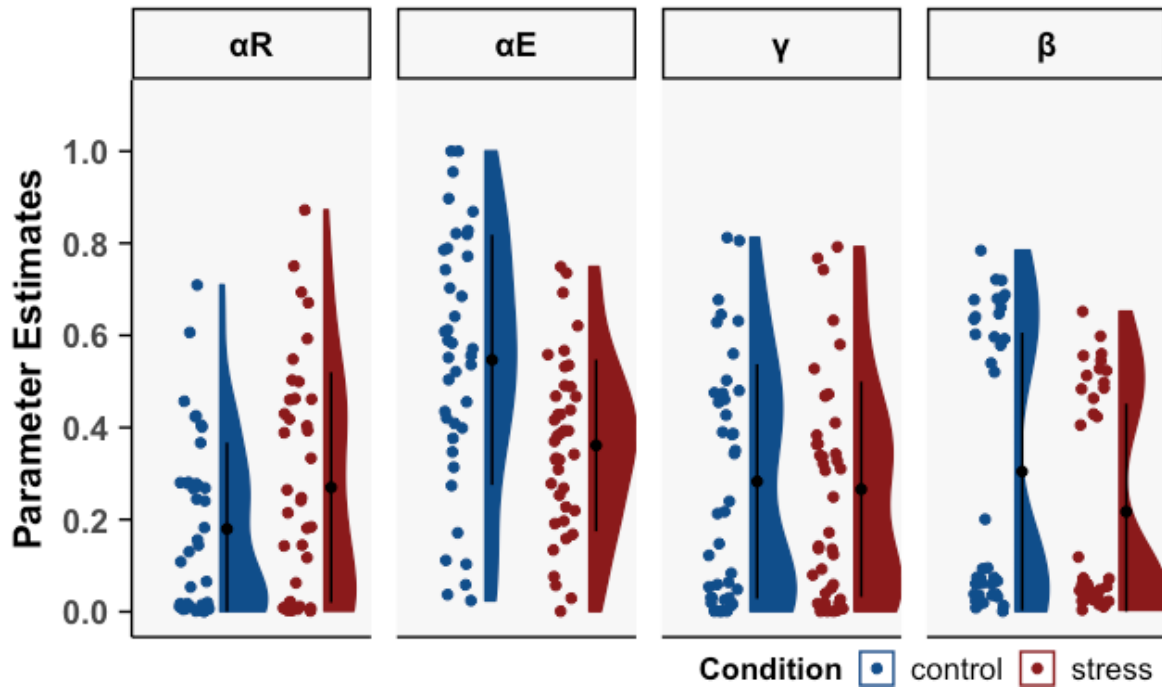 αR αE γ β
Parameter Estimates
1.0
0.8
0.6
0.4
0.2
0.0
Condition control stress